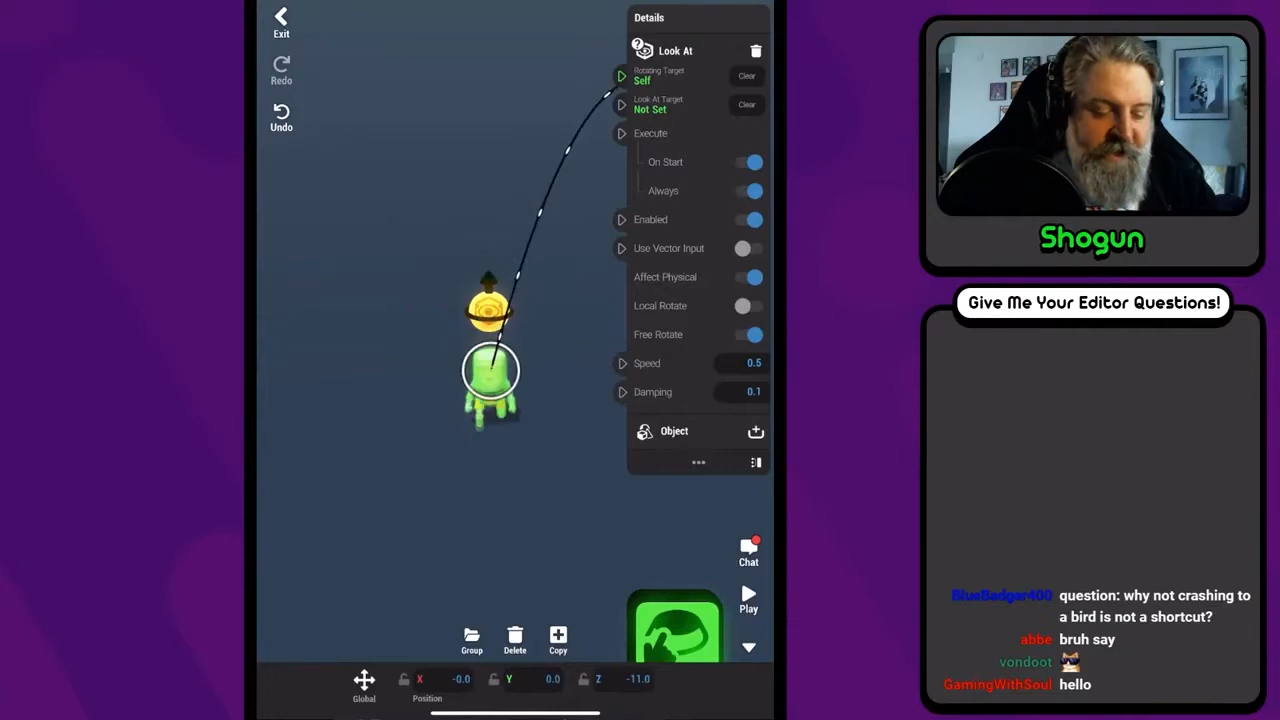 Exit
Redo
Undo
Details
Look At
Rotating Target
Self
Clear
Look At Target
Not Set
Clear
Execute
On Start
Always
Enabled
Use Vector Input
Affect Physical
Local Rotate
Free Rotate
Speed 0.5
Damping 0.1
Object
Chat
Play
Group
Delete
Copy
Global
X -0.0
Y 0.0
Z -11.0
Position
Shogun
Give Me Your Editor Questions!
BlueBadger400 question: why not crashing to
a bird is not a shortcut?
abbe bruh say
vondoot
GamingWithSoul hello